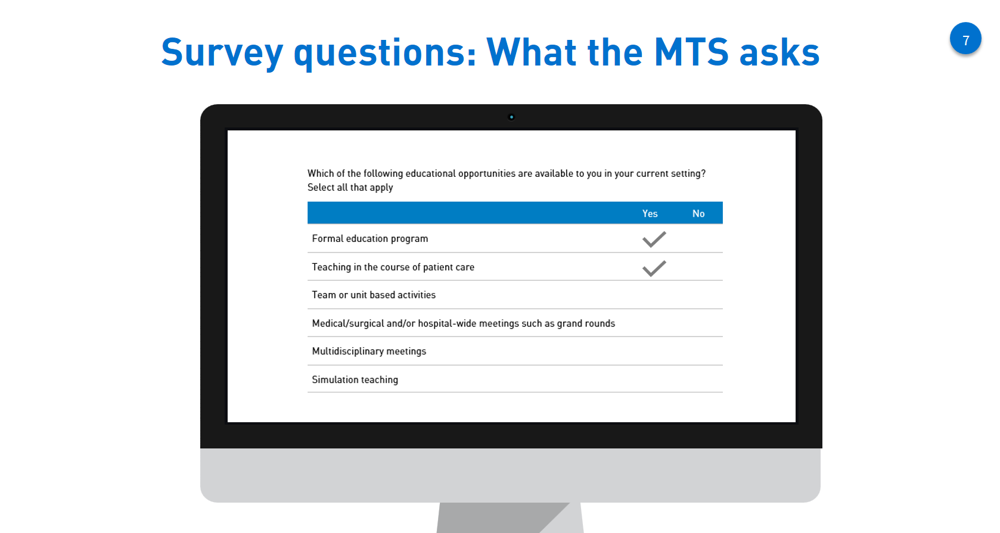 Survey questions: What the MTS asks
7
Which of the following educational opportunities are available to you in your current setting?
Select all that apply
Yes No
Formal education program
Teaching in the course of patient care
Team or unit based activities
Medical/surgical and/or hospital-wide meetings such as grand rounds
Multidisciplinary meetings
Simulation teaching